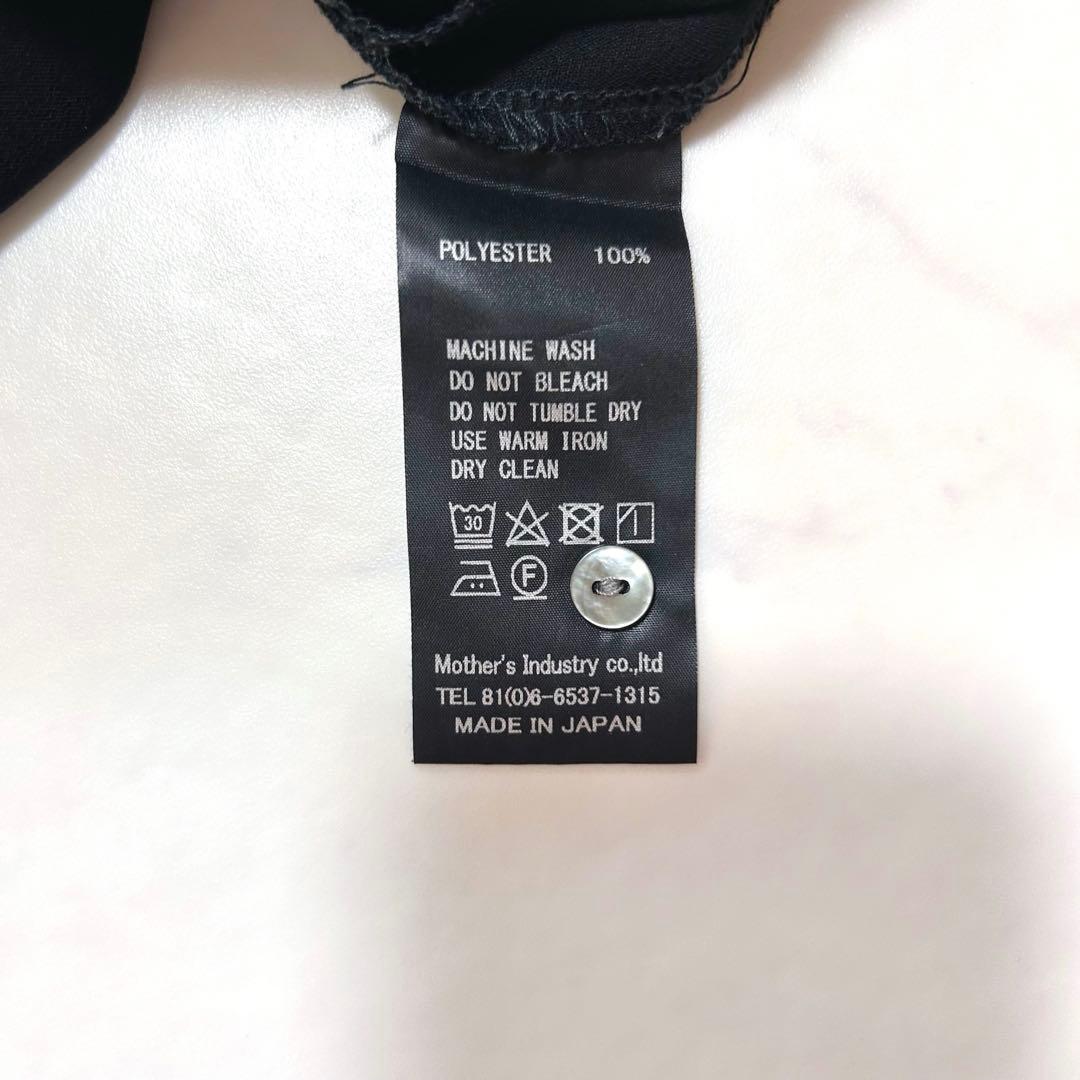 POLYESTER 100%
MACHINE WASH
DO NOT BLEACH
DO NOT TUMBLE DRY
USE WARM IRON
DRY CLEAN
30
F
Mother's Industry co.,ltd
TEL 81(0)6-6537-1315
MADE IN JAPAN